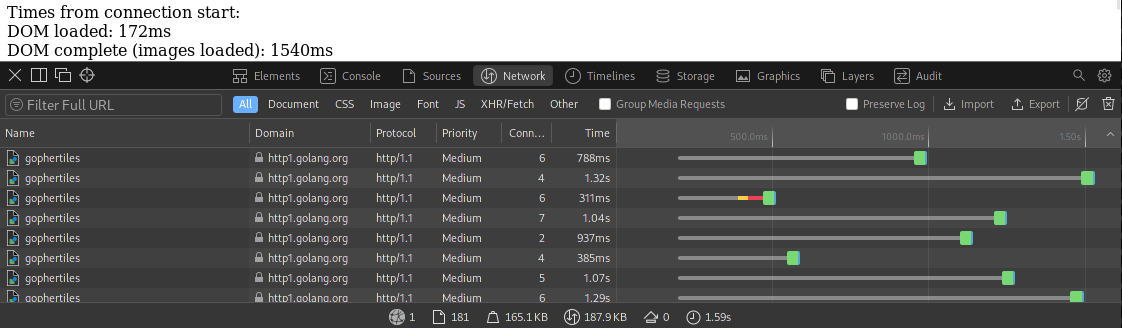 Times from connection start:
DOM loaded: 172ms
DOM complete (images loaded): 1540ms
Elements Console Sources Network Timelines Storage Graphics Layers Audit
Filter Full URL All Document CSS Image Font JS XHR/Fetch Other Group Media Requests Preserve Log Import Export
Name Domain Protocol Priority Conn… Time 500.0ms 1000.0ms 1.50s
gophertiles http1.golang.org http/1.1 Medium 6 788ms
gophertiles http1.golang.org http/1.1 Medium 4 1.32s
gophertiles http1.golang.org http/1.1 Medium 6 311ms
gophertiles http1.golang.org http/1.1 Medium 7 1.04s
gophertiles http1.golang.org http/1.1 Medium 2 937ms
gophertiles http1.golang.org http/1.1 Medium 4 385ms
gophertiles http1.golang.org http/1.1 Medium 5 1.07s
gophertiles http1.golang.org http/1.1 Medium 6 1.29s
1 181 165.1 KB 187.9 KB 0 1.59s